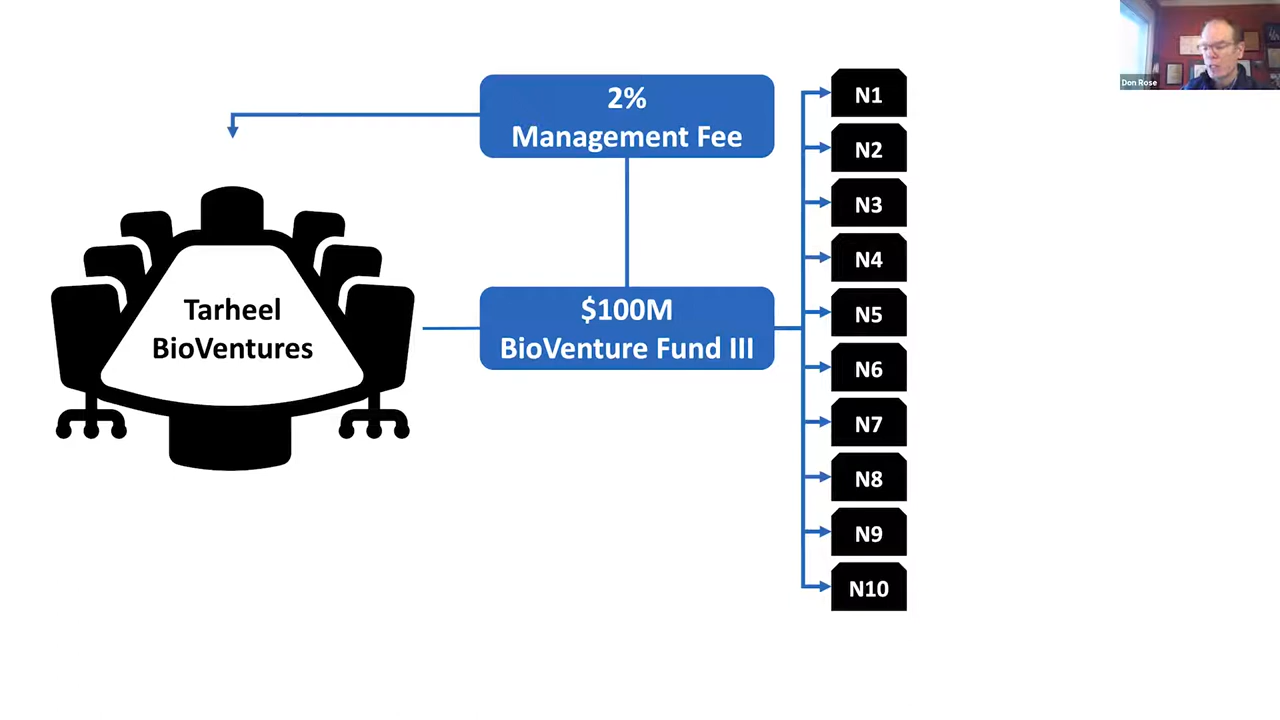 2%
Management Fee
Tarheel
BioVentures
$100M
BioVenture Fund III
N1
N2
N3
N4
N5
N6
N7
N8
N9
N10
Don Rose